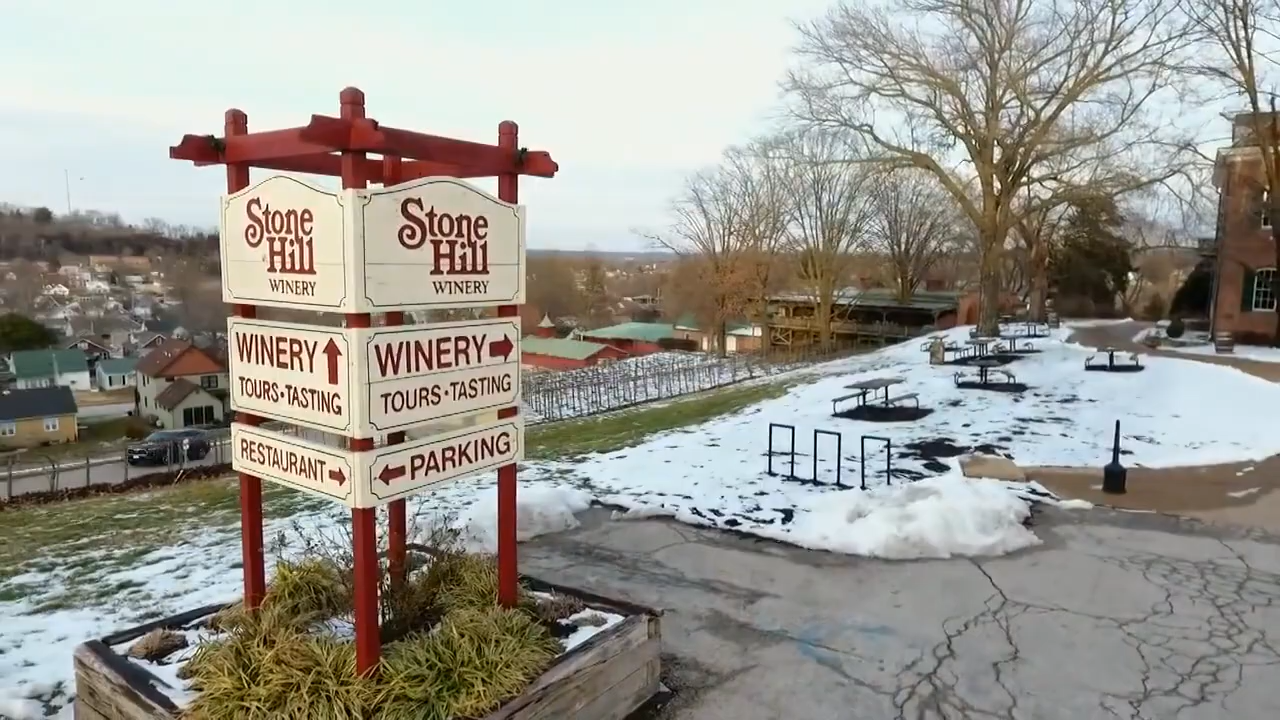 Stone
Hill
WINERY
WINERY ↑
TOURS•TASTING
RESTAURANT →
Stone
Hill
WINERY
WINERY →
TOURS•TASTING
← PARKING